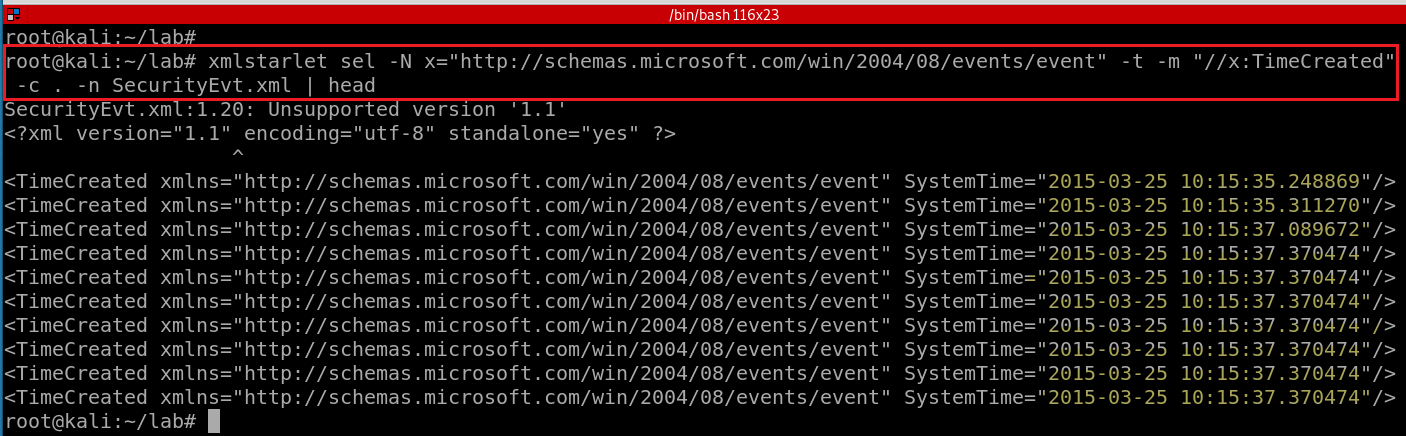 /bin/bash 116x23
root@kali:~/lab#
root@kali:~/lab# xmlstarlet sel -N x="http://schemas.microsoft.com/win/2004/08/events/event" -t -m "//x:TimeCreated"
 -c . -n SecurityEvt.xml | head
SecurityEvt.xml:1.20: Unsupported version '1.1'
<?xml version="1.1" encoding="utf-8" standalone="yes" ?>
                   ^
<TimeCreated xmlns="http://schemas.microsoft.com/win/2004/08/events/event" SystemTime="2015-03-25 10:15:35.248869"/>
<TimeCreated xmlns="http://schemas.microsoft.com/win/2004/08/events/event" SystemTime="2015-03-25 10:15:35.311270"/>
<TimeCreated xmlns="http://schemas.microsoft.com/win/2004/08/events/event" SystemTime="2015-03-25 10:15:37.089672"/>
<TimeCreated xmlns="http://schemas.microsoft.com/win/2004/08/events/event" SystemTime="2015-03-25 10:15:37.370474"/>
<TimeCreated xmlns="http://schemas.microsoft.com/win/2004/08/events/event" SystemTime="2015-03-25 10:15:37.370474"/>
<TimeCreated xmlns="http://schemas.microsoft.com/win/2004/08/events/event" SystemTime="2015-03-25 10:15:37.370474"/>
<TimeCreated xmlns="http://schemas.microsoft.com/win/2004/08/events/event" SystemTime="2015-03-25 10:15:37.370474"/>
<TimeCreated xmlns="http://schemas.microsoft.com/win/2004/08/events/event" SystemTime="2015-03-25 10:15:37.370474"/>
<TimeCreated xmlns="http://schemas.microsoft.com/win/2004/08/events/event" SystemTime="2015-03-25 10:15:37.370474"/>
<TimeCreated xmlns="http://schemas.microsoft.com/win/2004/08/events/event" SystemTime="2015-03-25 10:15:37.370474"/>
root@kali:~/lab#